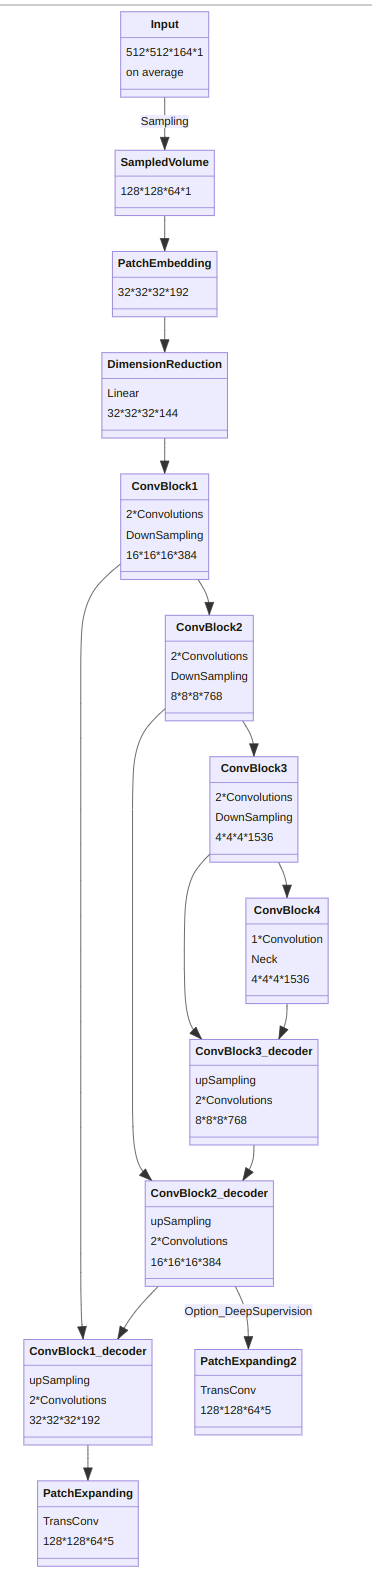 Input
512*512*164*1
on average
Sampling
SampledVolume
128*128*64*1
PatchEmbedding
32*32*32*192
DimensionReduction
Linear
32*32*32*144
ConvBlock1
2*Convolutions
DownSampling
16*16*16*384
ConvBlock2
2*Convolutions
DownSampling
8*8*8*768
ConvBlock3
2*Convolutions
DownSampling
4*4*4*1536
ConvBlock4
1*Convolution
Neck
4*4*4*1536
ConvBlock3_decoder
upSampling
2*Convolutions
8*8*8*768
ConvBlock2_decoder
upSampling
2*Convolutions
16*16*16*384
Option_DeepSupervision
ConvBlock1_decoder
upSampling
2*Convolutions
32*32*32*192
PatchExpanding2
TransConv
128*128*64*5
PatchExpanding
TransConv
128*128*64*5